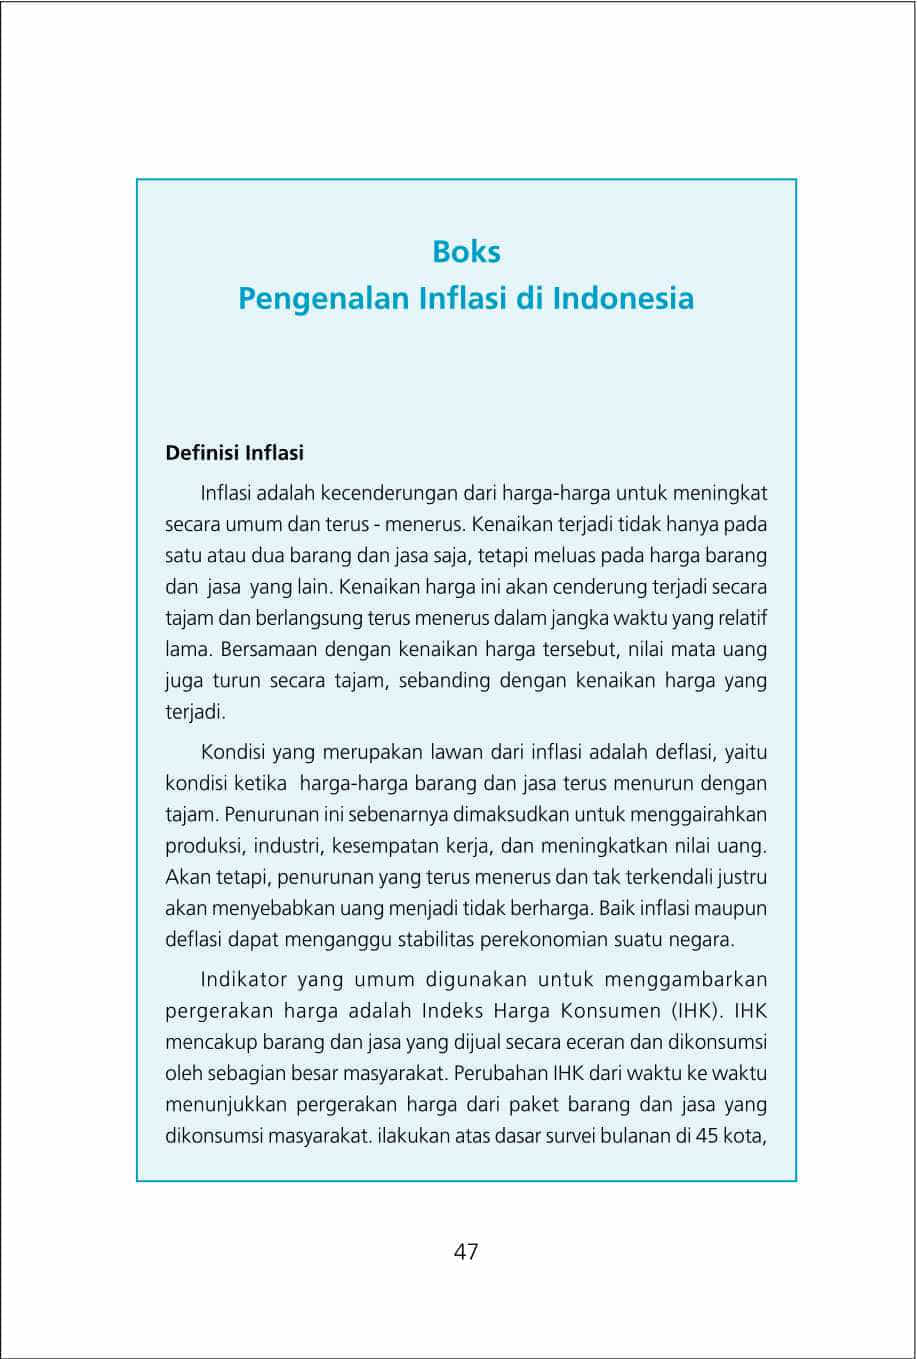 Boks
Pengenalan Inflasi di Indonesia
Definisi Inflasi
Inflasi adalah kecenderungan dari harga-harga untuk meningkat
secara umum dan terus - menerus. Kenaikan terjadi tidak hanya pada
satu atau dua barang dan jasa saja, tetapi meluas pada harga barang
dan jasa yang lain. Kenaikan harga ini akan cenderung terjadi secara
tajam dan berlangsung terus menerus dalam jangka waktu yang relatif
lama. Bersamaan dengan kenaikan harga tersebut, nilai mata uang
juga turun secara tajam, sebanding dengan kenaikan harga yang
terjadi.
Kondisi yang merupakan lawan dari inflasi adalah deflasi, yaitu
kondisi ketika harga-harga barang dan jasa terus menurun dengan
tajam. Penurunan ini sebenarnya dimaksudkan untuk menggairahkan
produksi, industri, kesempatan kerja, dan meningkatkan nilai uang.
Akan tetapi, penurunan yang terus menerus dan tak terkendali justru
akan menyebabkan uang menjadi tidak berharga. Baik inflasi maupun
deflasi dapat menganggu stabilitas perekonomian suatu negara.
Indikator yang umum digunakan untuk menggambarkan
pergerakan harga adalah Indeks Harga Konsumen (IHK). IHK
mencakup barang dan jasa yang dijual secara eceran dan dikonsumsi
oleh sebagian besar masyarakat. Perubahan IHK dari waktu ke waktu
menunjukkan pergerakan harga dari paket barang dan jasa yang
dikonsumsi masyarakat. ilakukan atas dasar survei bulanan di 45 kota,
47